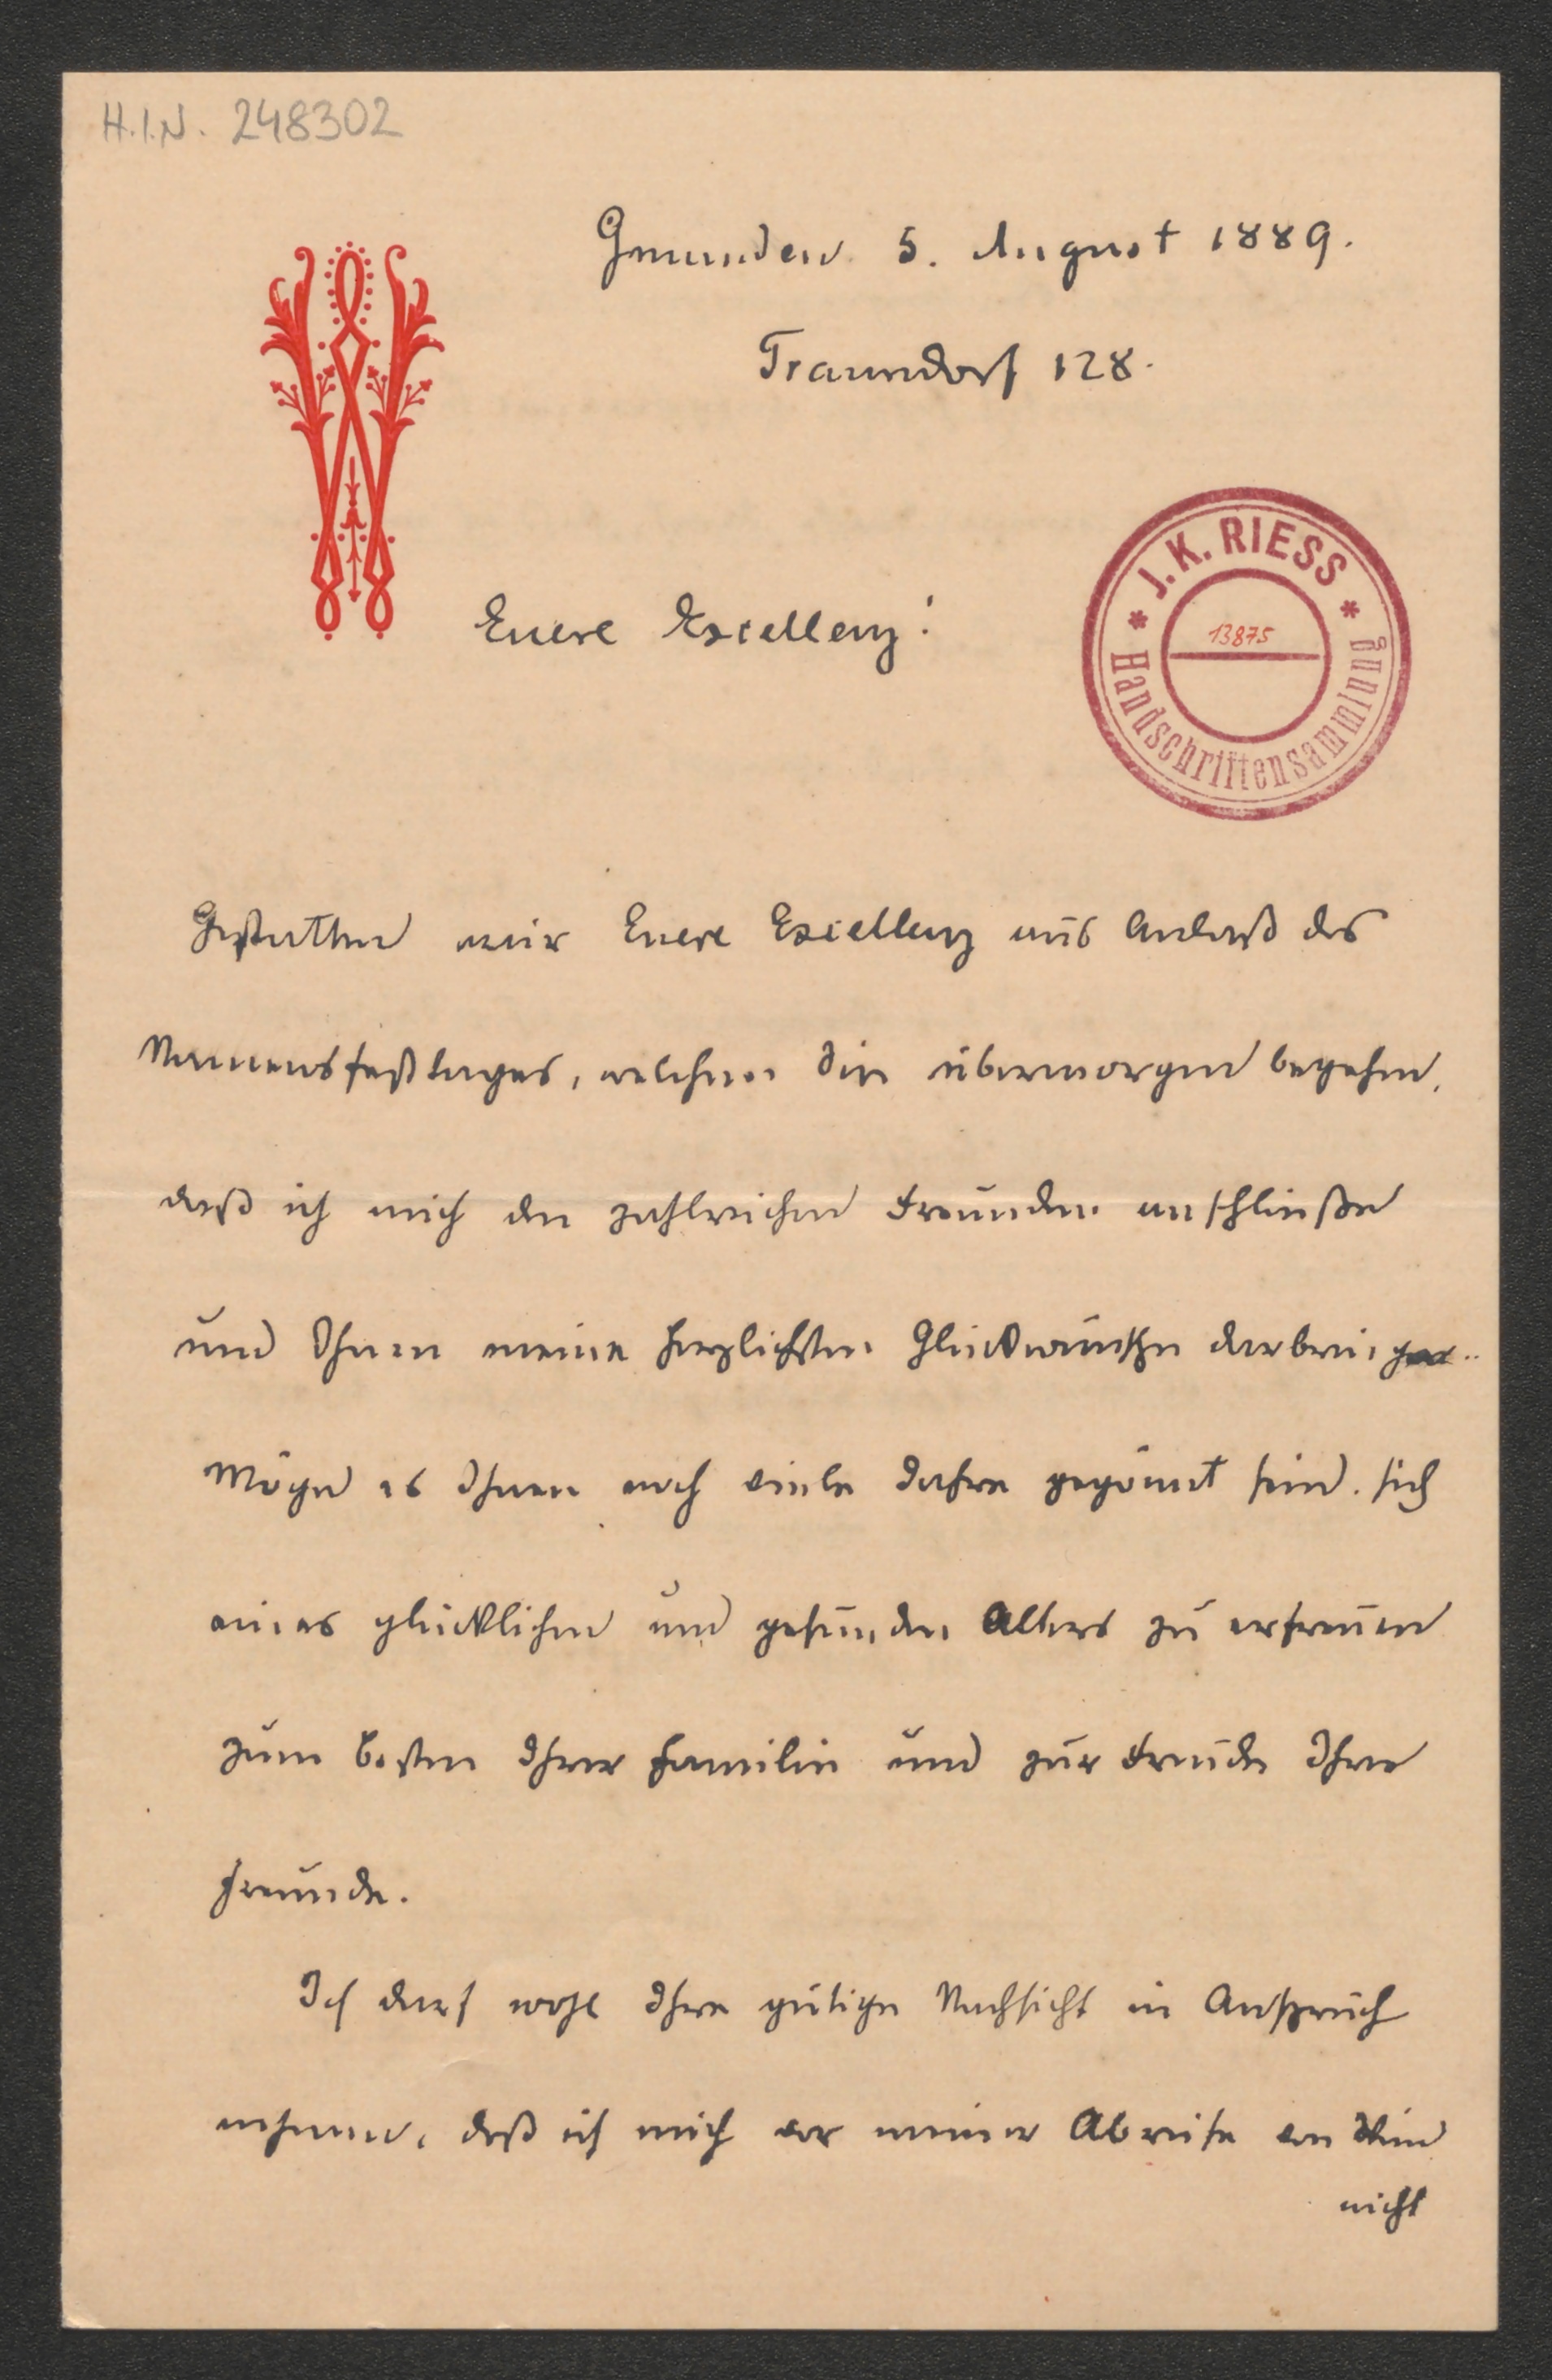 H.I.N. 248302
Gmunden 5. August 1889.
Traundorf 128.
J. K. RIESS
13875
Handschriftensammlung
Euere Excellenz!
Gestatten mir Euere Excellenz aus Anlaß des
Namensfesttages, welchen Sie übermorgen begehen,
daß ich mich den zahlreichen Freunden anschließe
und Ihnen meine herzlichsten Glückwünsche darbringe.
Möge es Ihnen noch viele Jahre gegönnt sein, sich
eines glücklichen und gesunden Alters zu erfreuen
zum besten Ihrer Familie und zur Freude Ihrer
Freunde.
Ich darf wohl Ihre gütige Nachsicht in Anspruch
nehmen, daß ich mich vor meiner Abreise von Wien
nicht